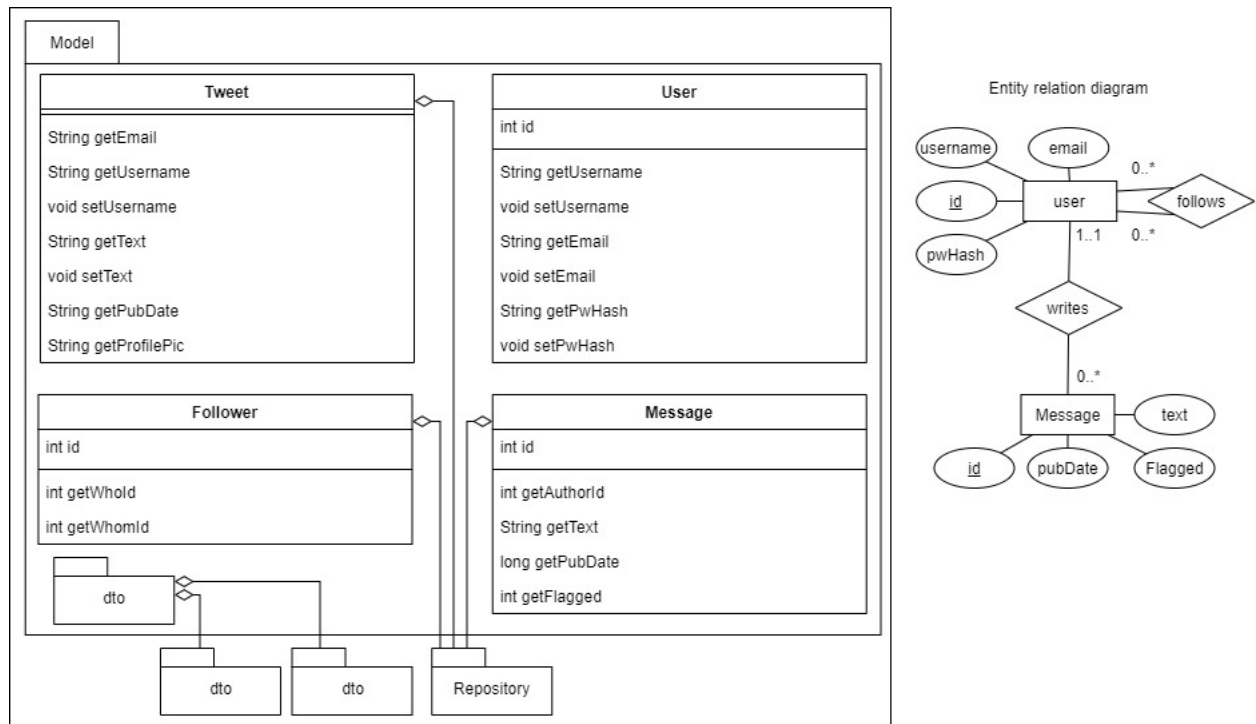 Model
Tweet
String getEmail
String getUsername
void setUsername
String getText
void setText
String getPubDate
String getProfilePic
User
int id
String getUsername
void setUsername
String getEmail
void setEmail
String getPwHash
void setPwHash
Follower
int id
int getWhoId
int getWhomId
Message
int id
int getAuthorId
String getText
long getPubDate
int getFlagged
dto
dto
dto
Repository
Entity relation diagram
username
email
0..*
id
user
follows
1..1
0..*
pwHash
writes
0..*
Message
text
id
pubDate
Flagged